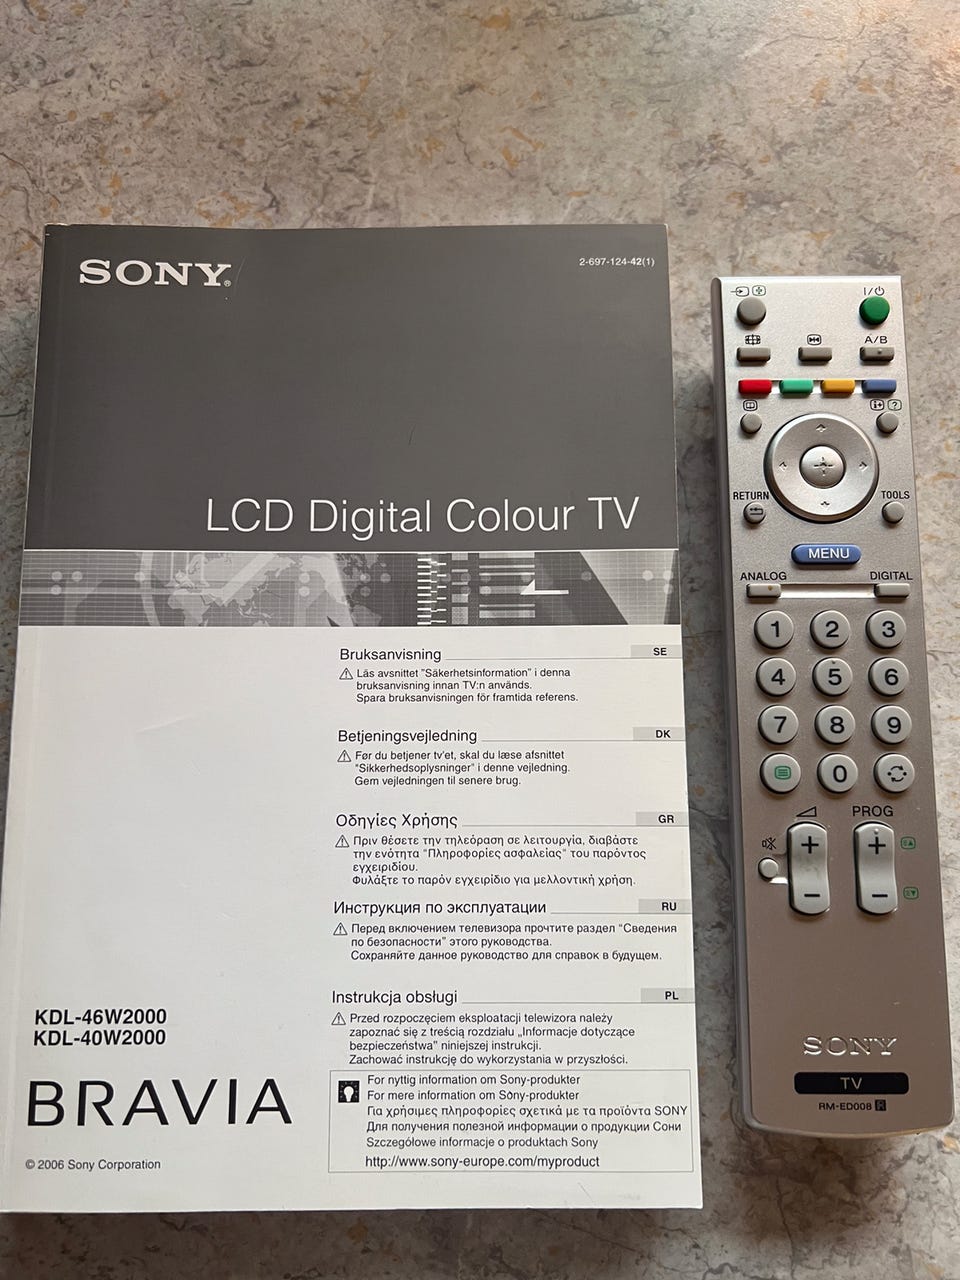 SONY®
2-697-124-42(1)
LCD Digital Colour TV
Bruksanvisning SE
Läs avsnittet "Säkerhetsinformation" i denna
bruksanvisning innan TV:n används.
Spara bruksanvisningen för framtida referens.
Betjeningsvejledning DK
Før du betjener tv'et, skal du læse afsnittet
"Sikkerhedsoplysninger" i denne vejledning.
Gem vejledningen til senere brug.
Οδηγίες Χρήσης GR
Πριν θέσετε την τηλεόραση σε λειτουργία, διαβάστε
την ενότητα "Πληροφορίες ασφαλείας" του παρόντος
εγχειριδίου.
Φυλάξτε το παρόν εγχειρίδιο για μελλοντική χρήση.
Инструкция по эксплуатации RU
Перед включением телевизора прочтите раздел "Сведения
по безопасности" этого руководства.
Сохраняйте данное руководство для справок в будущем.
Instrukcja obsługi PL
Przed rozpoczęciem eksploatacji telewizora należy
zapoznać się z treścią rozdziału „Informacje dotyczące
bezpieczeństwa" niniejszej instrukcji.
Zachować instrukcję do wykorzystania w przyszłości.
KDL-46W2000
KDL-40W2000
BRAVIA
© 2006 Sony Corporation
For nyttig information om Sony-produkter
For mere information om Sony-produkter
Για χρήσιμες πληροφορίες σχετικά με τα προϊόντα SONY
Для получения полезной информации о продукции Сони
Szczegółowe informacje o produktach Sony
http://www.sony-europe.com/myproduct
I/⏻
A/B
i+ ?
RETURN TOOLS
MENU
ANALOG DIGITAL
1 2 3
4 5 6
7 8 9
0
PROG
+ +
− −
SONY
TV
RM-ED008 R